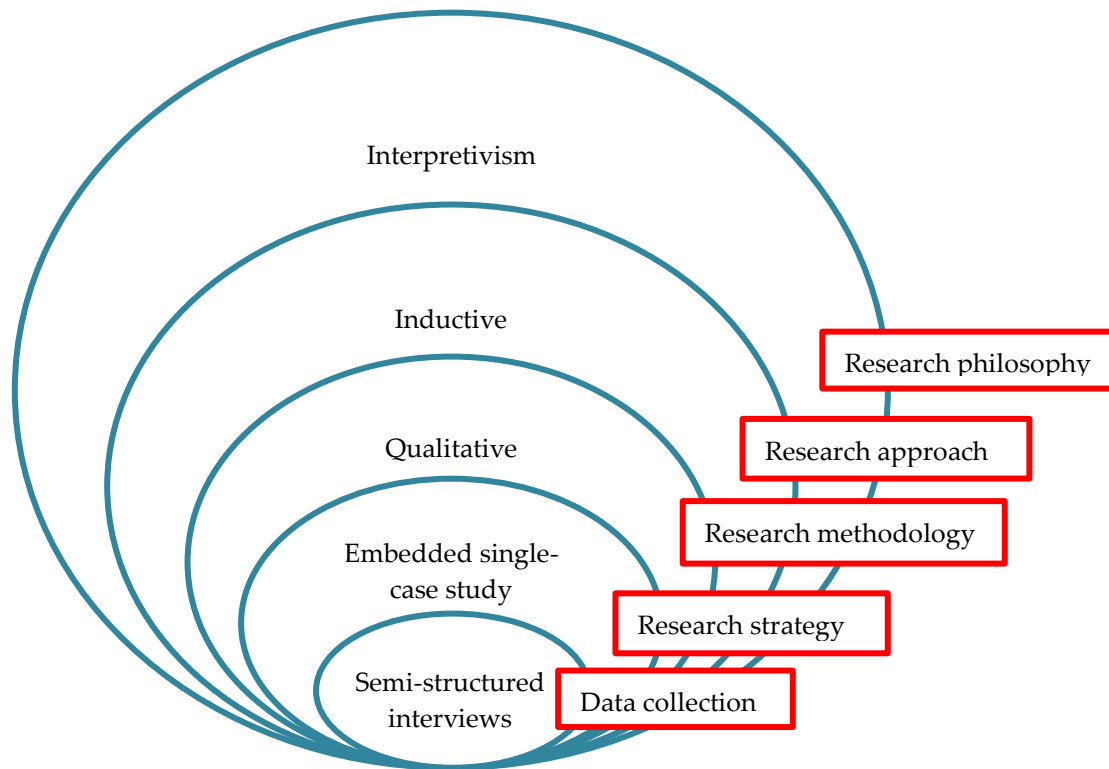 Interpretivism
Inductive
Research philosophy
Qualitative
Research approach
Research methodology
Embedded single-
case study
Research strategy
Semi-structured
interviews
Data collection